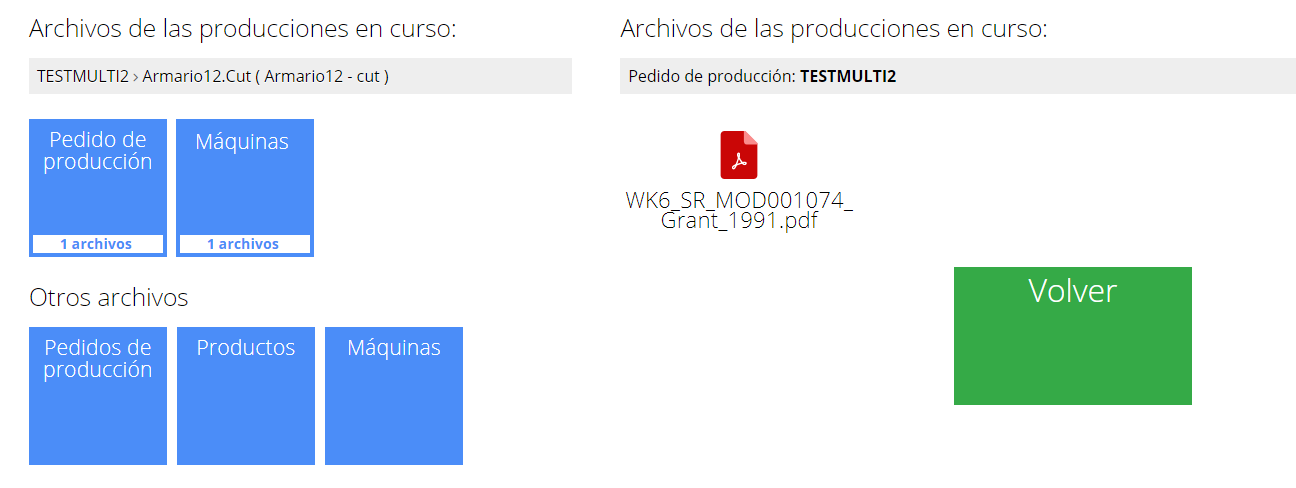 Archivos de las producciones en curso:
TESTMULTI2 › Armario12.Cut ( Armario12 - cut )
Pedido de
producción
1 archivos
Máquinas
1 archivos
Otros archivos
Pedidos de
producción
Productos
Máquinas
Archivos de las producciones en curso:
Pedido de producción: TESTMULTI2
WK6_SR_MOD001074_
Grant_1991.pdf
Volver